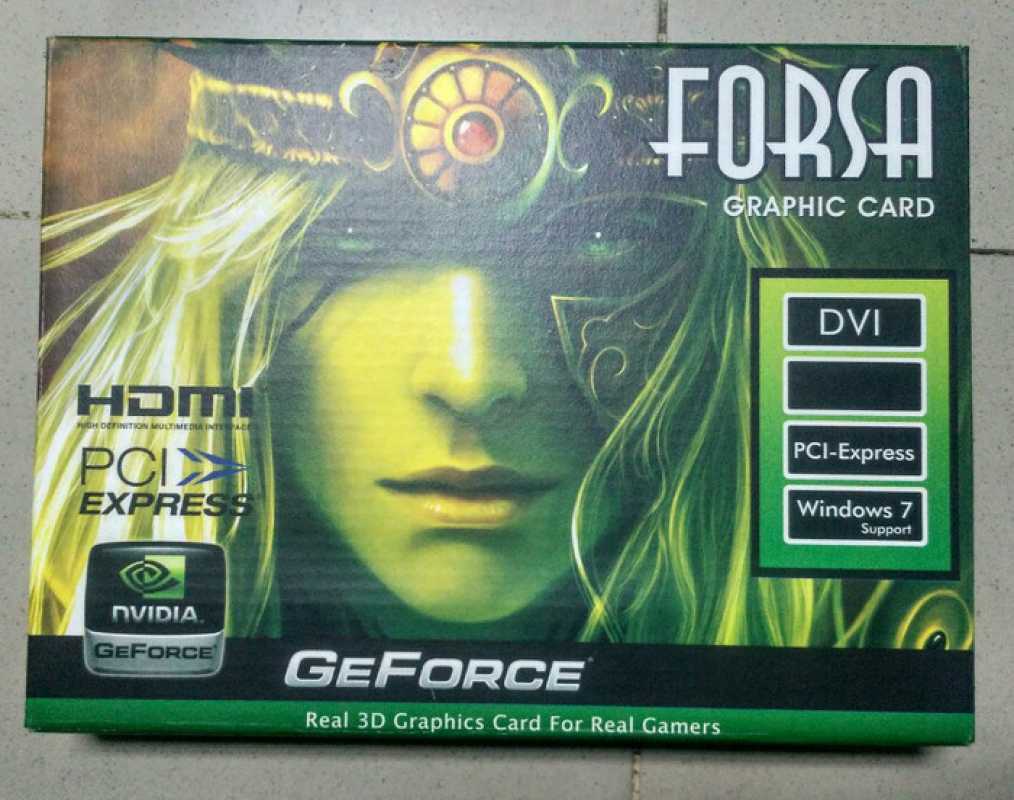 FORSA
GRAPHIC CARD
DVI
PCI-Express
Windows 7
Support
HDMI
HIGH DEFINITION MULTIMEDIA INTERFACE
PCI
EXPRESS
NVIDIA
GEFORCE
GEFORCE
Real 3D Graphics Card For Real Gamers